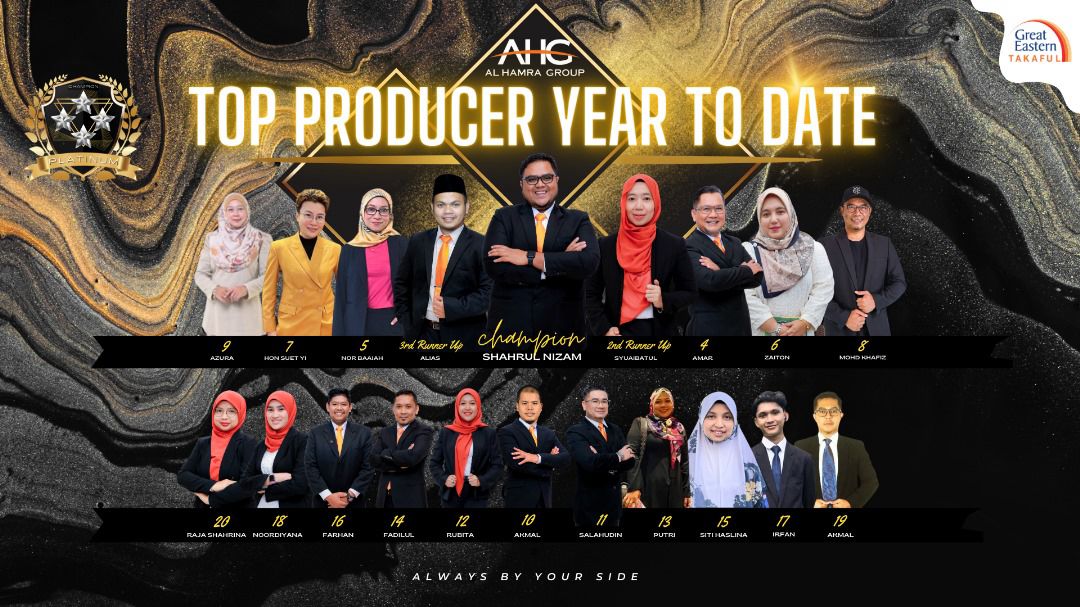 AHG
AL HAMRA GROUP
Great
Eastern
TAKAFUL
TOP PRODUCER YEAR TO DATE
CHAMPION
PLATINUM
9
AZURA
7
HON SUET YI
5
NOR BAAIAH
3rd Runner Up
ALIAS
champion
SHAHRUL NIZAM
2nd Runner Up
SYUAIBATUL
4
AMAR
6
ZAITON
8
MOHD KHAFIZ
20
RAJA SHAHRINA
18
NOORDIYANA
16
FARHAN
14
FADILUL
12
RUBITA
10
AKMAL
11
SALAHUDIN
13
PUTRI
15
SITI HASLINA
17
IRFAN
19
AKMAL
ALWAYS BY YOUR SIDE